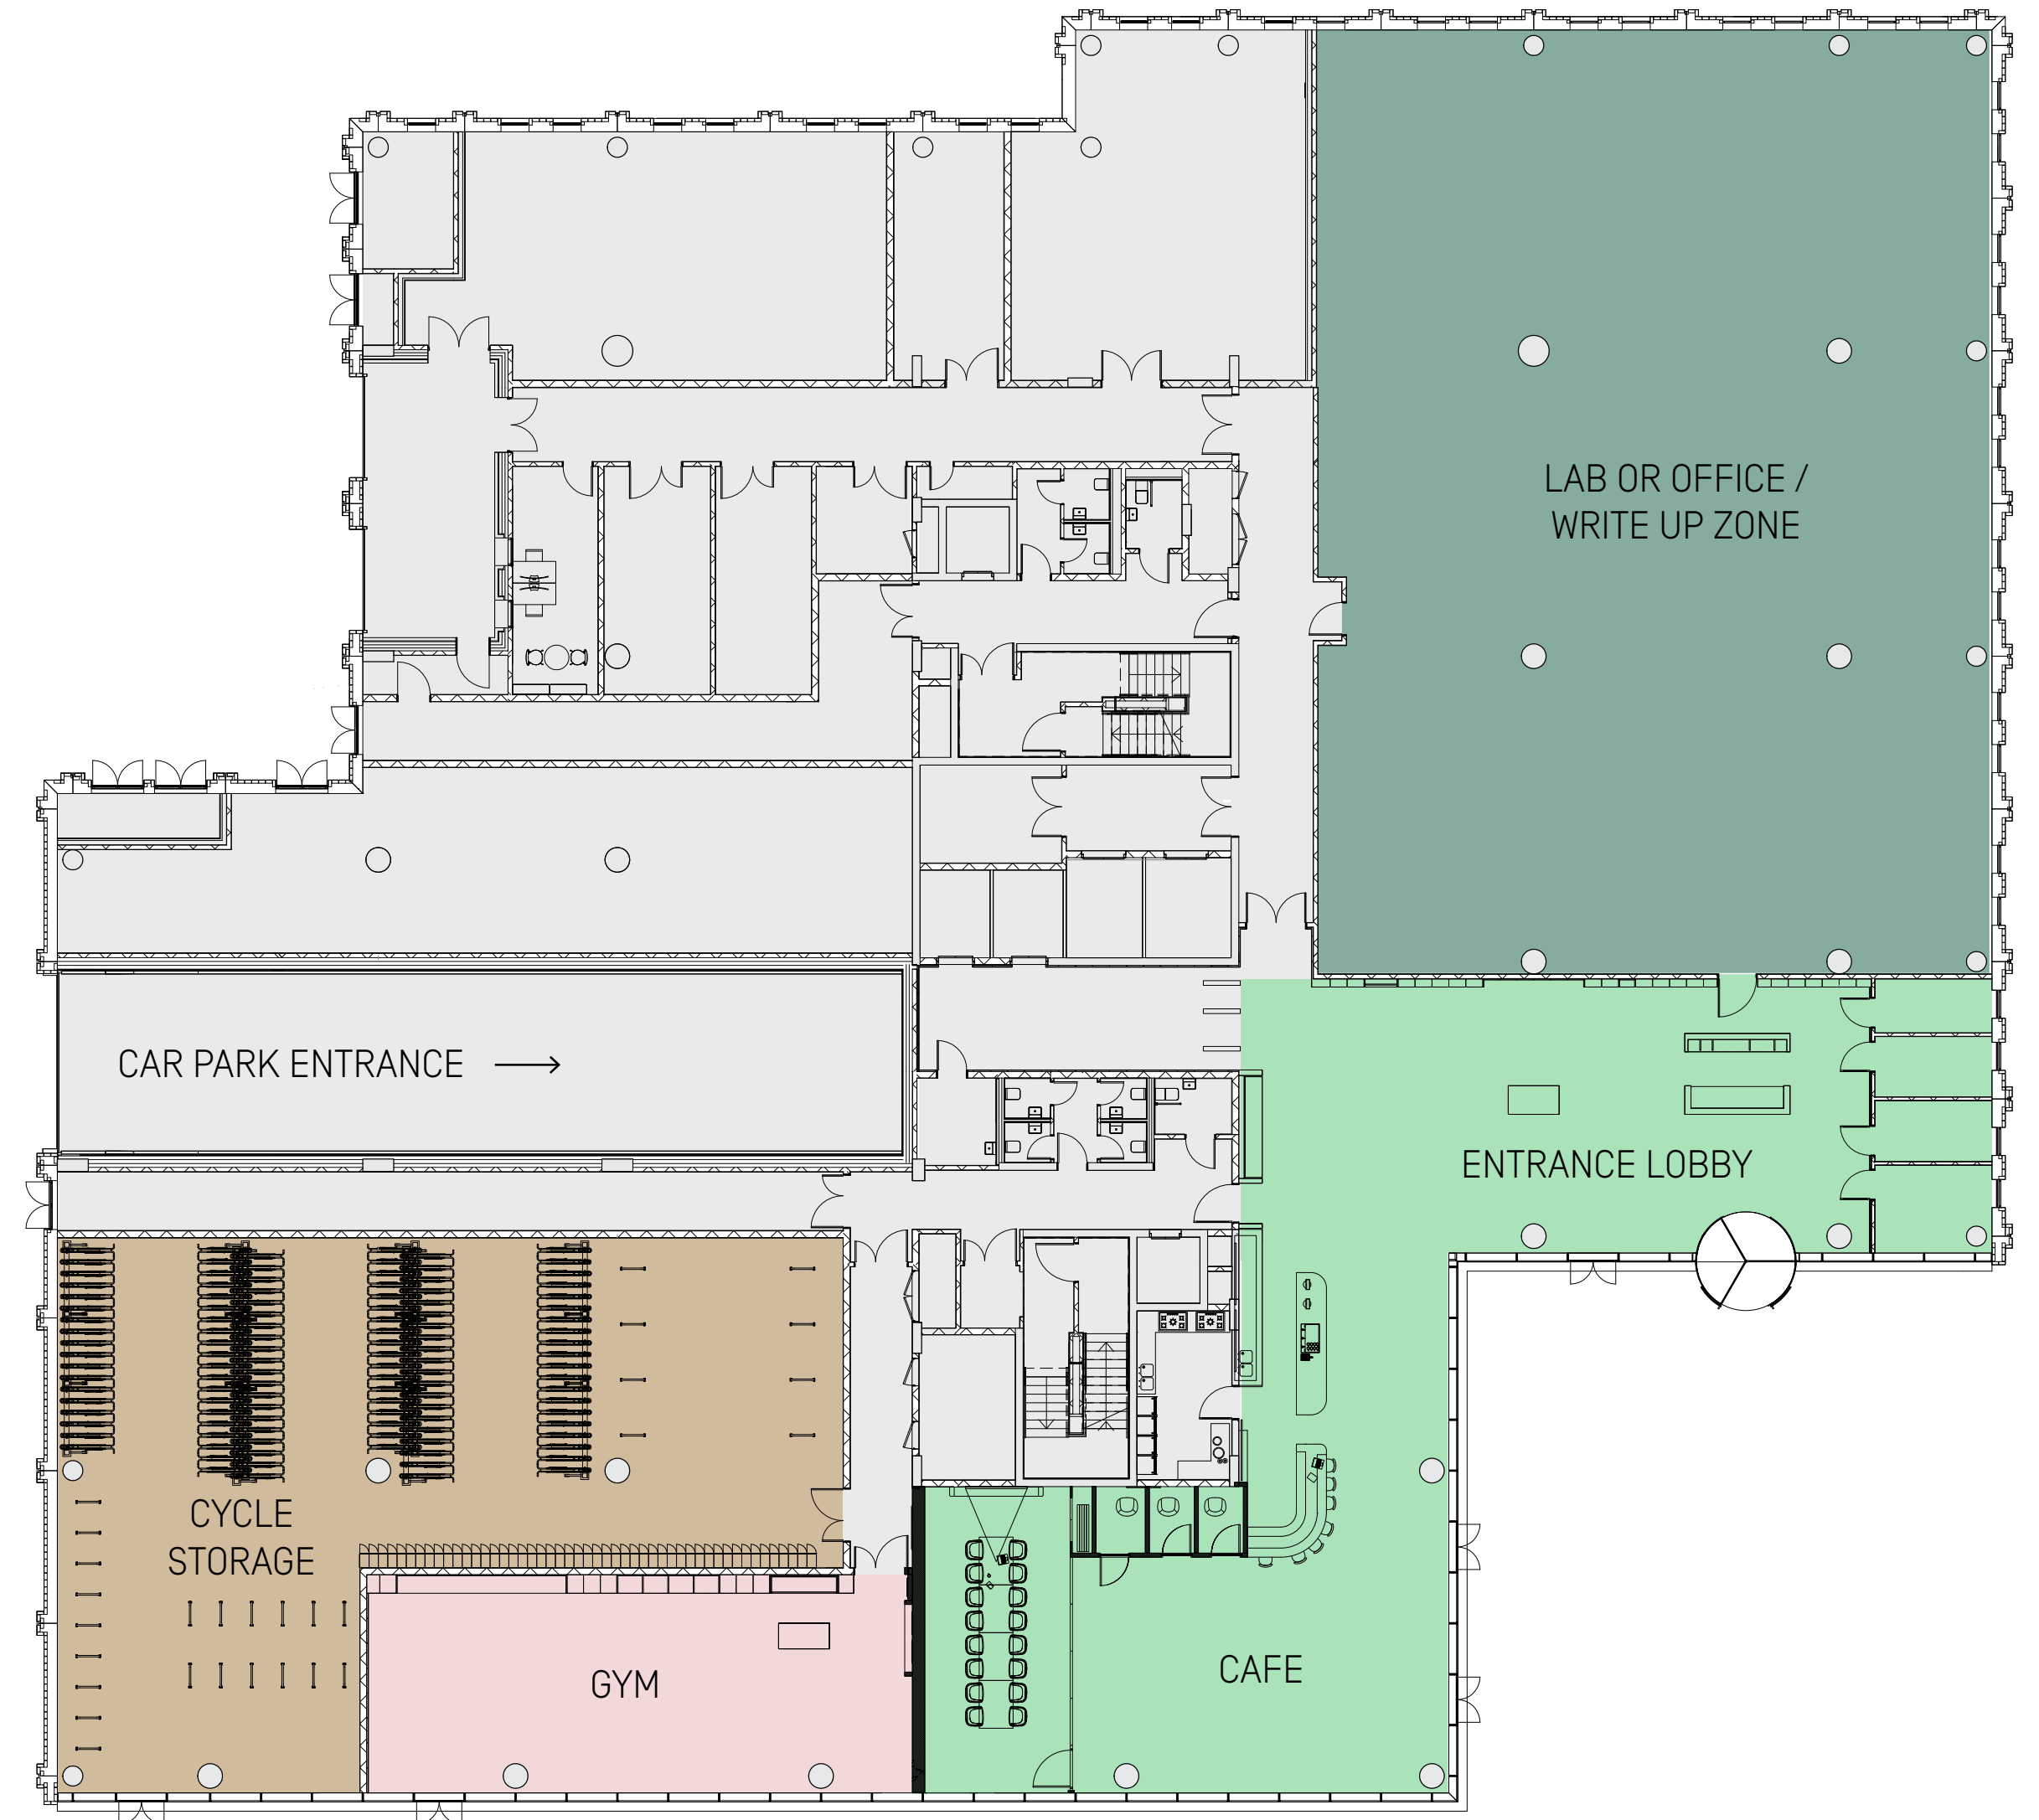 LAB OR OFFICE /
WRITE UP ZONE
CAR PARK ENTRANCE
ENTRANCE LOBBY
CYCLE
STORAGE
GYM
CAFE